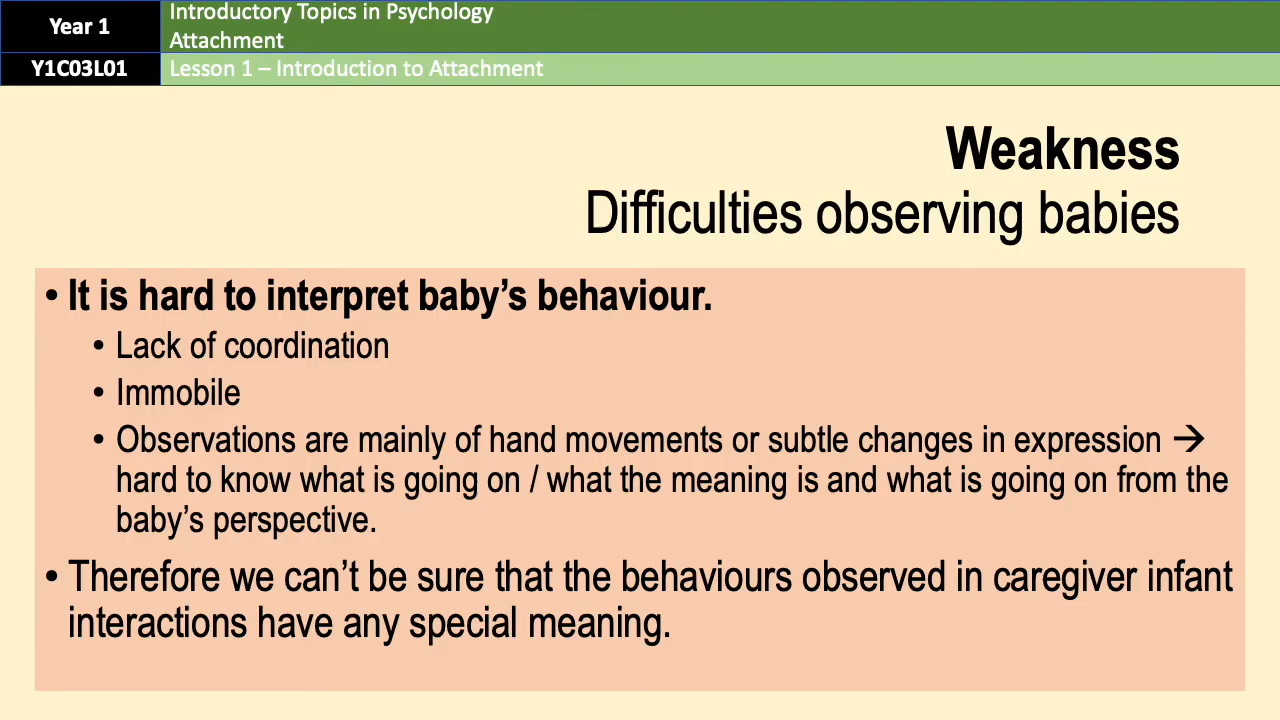 Year 1
Introductory Topics in Psychology
Attachment
Y1C03L01
Lesson 1 – Introduction to Attachment
Weakness
Difficulties observing babies
• It is hard to interpret baby’s behaviour.
• Lack of coordination
• Immobile
• Observations are mainly of hand movements or subtle changes in expression →
hard to know what is going on / what the meaning is and what is going on from the
baby’s perspective.
• Therefore we can’t be sure that the behaviours observed in caregiver infant
interactions have any special meaning.